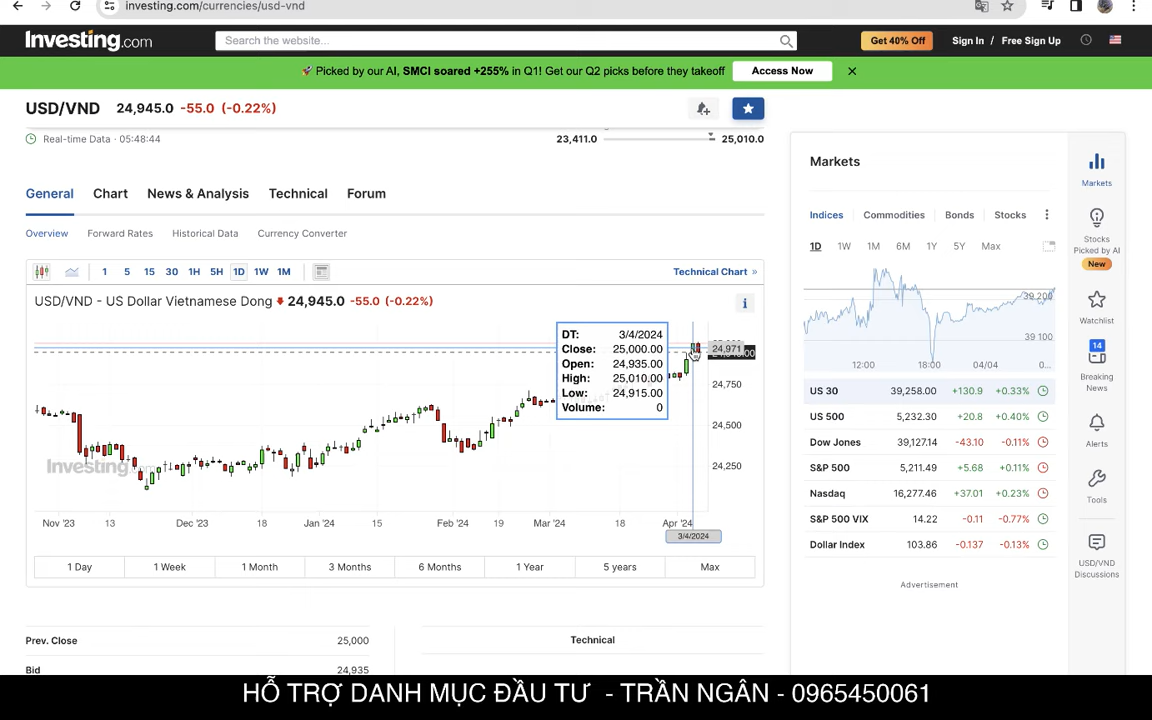 investing.com/currencies/usd-vnd
Investing.com
Search the website...
Get 40% Off
Sign In / Free Sign Up
🚀 Picked by our AI, SMCI soared +255% in Q1! Get our Q2 picks before they takeoff
Access Now
USD/VND 24,945.0 -55.0 (-0.22%)
Real-time Data · 05:48:44
23,411.0 25,010.0
General Chart News & Analysis Technical Forum
Overview Forward Rates Historical Data Currency Converter
1 5 15 30 1H 5H 1D 1W 1M
Technical Chart »
USD/VND - US Dollar Vietnamese Dong 24,945.0 -55.0 (-0.22%)
DT: 3/4/2024
Close: 25,000.00
Open: 24,935.00
High: 25,010.00
Low: 24,915.00
Volume: 0
24,971
24,750
24,500
24,250
Investing
Nov '23 13 Dec '23 18 Jan '24 15 Feb '24 19 Mar '24 18 Apr '24
3/4/2024
1 Day 1 Week 1 Month 3 Months 6 Months 1 Year 5 years Max
Prev. Close 25,000
Bid 24,935
Technical
Markets
Indices Commodities Bonds Stocks
1D 1W 1M 6M 1Y 5Y Max
39 200
39 100
12:00 18:00 04/04 0...
US 30 39,258.00 +130.9 +0.33%
US 500 5,232.30 +20.8 +0.40%
Dow Jones 39,127.14 -43.10 -0.11%
S&P 500 5,211.49 +5.68 +0.11%
Nasdaq 16,277.46 +37.01 +0.23%
S&P 500 VIX 14.22 -0.11 -0.77%
Dollar Index 103.86 -0.137 -0.13%
Advertisement
Markets
Stocks
Picked by AI
New
Watchlist
14
Breaking
News
Alerts
Tools
USD/VND
Discussions
HỖ TRỢ DANH MỤC ĐẦU TƯ - TRẦN NGÂN - 0965450061